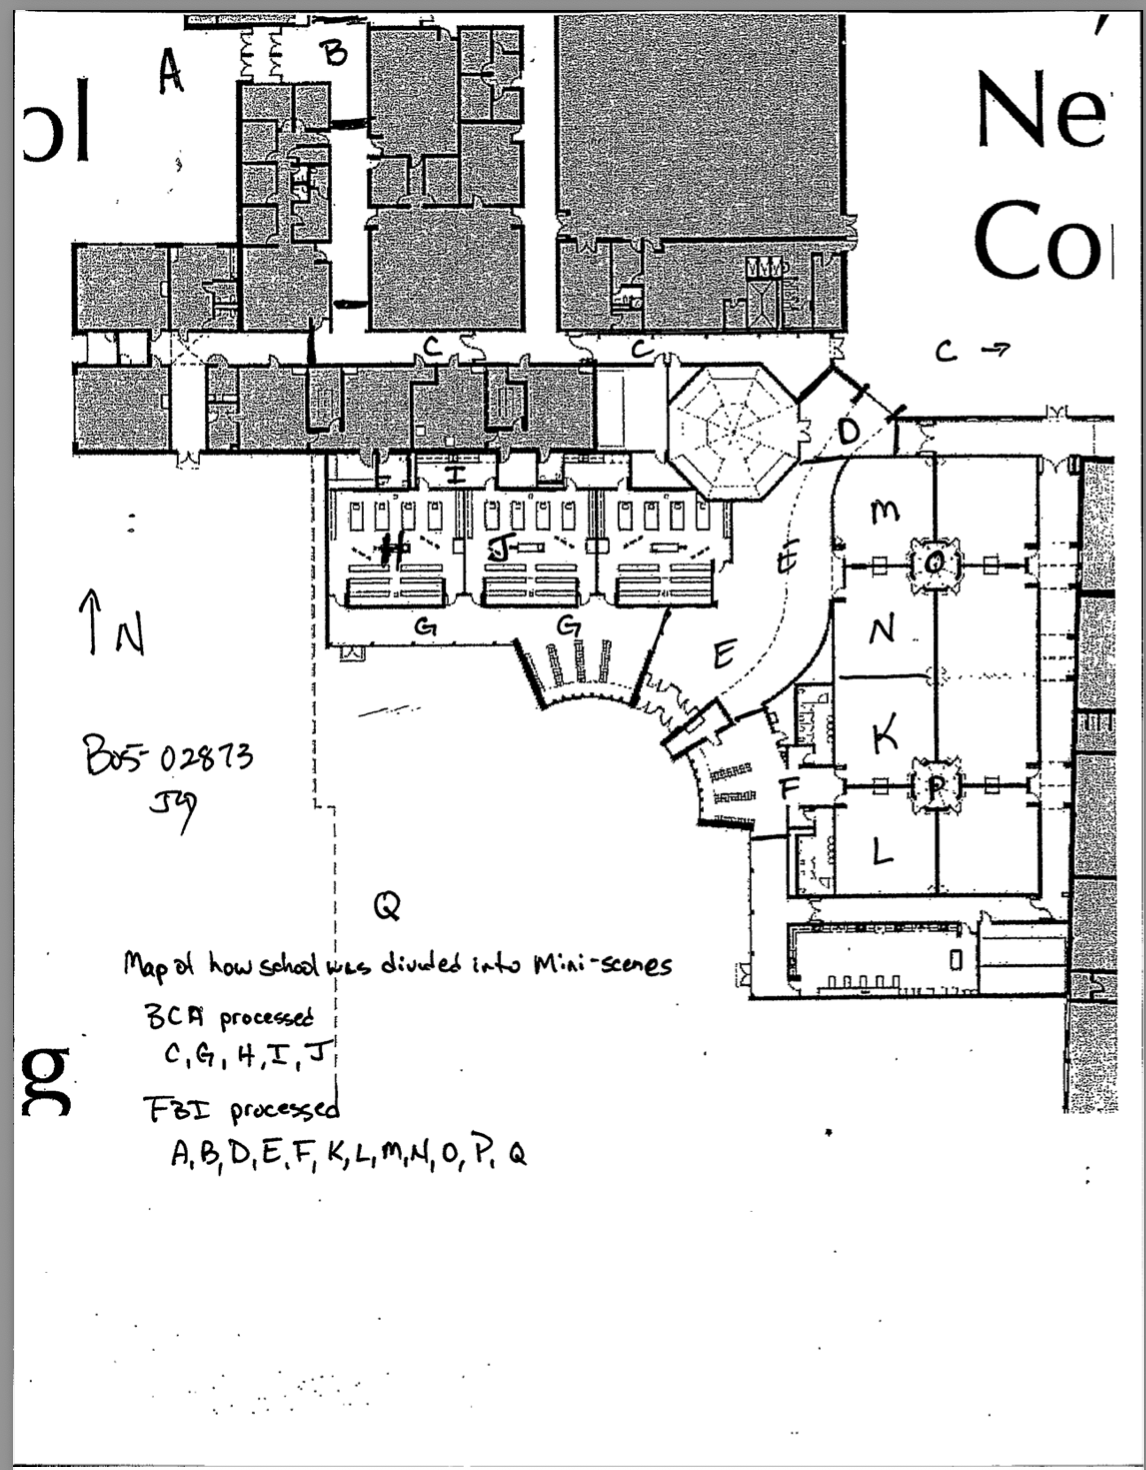 A
B
ol
Ne
Co
C
C
C →
D
I
M
H
J
E
O
G
G
N
E
N
K
P
F
L
B05-02873
Q
Map of how school was divided into Mini-scenes
BCA processed
C, G, H, I, J
FBI processed
A, B, D, E, F, K, L, M, N, O, P, Q
g